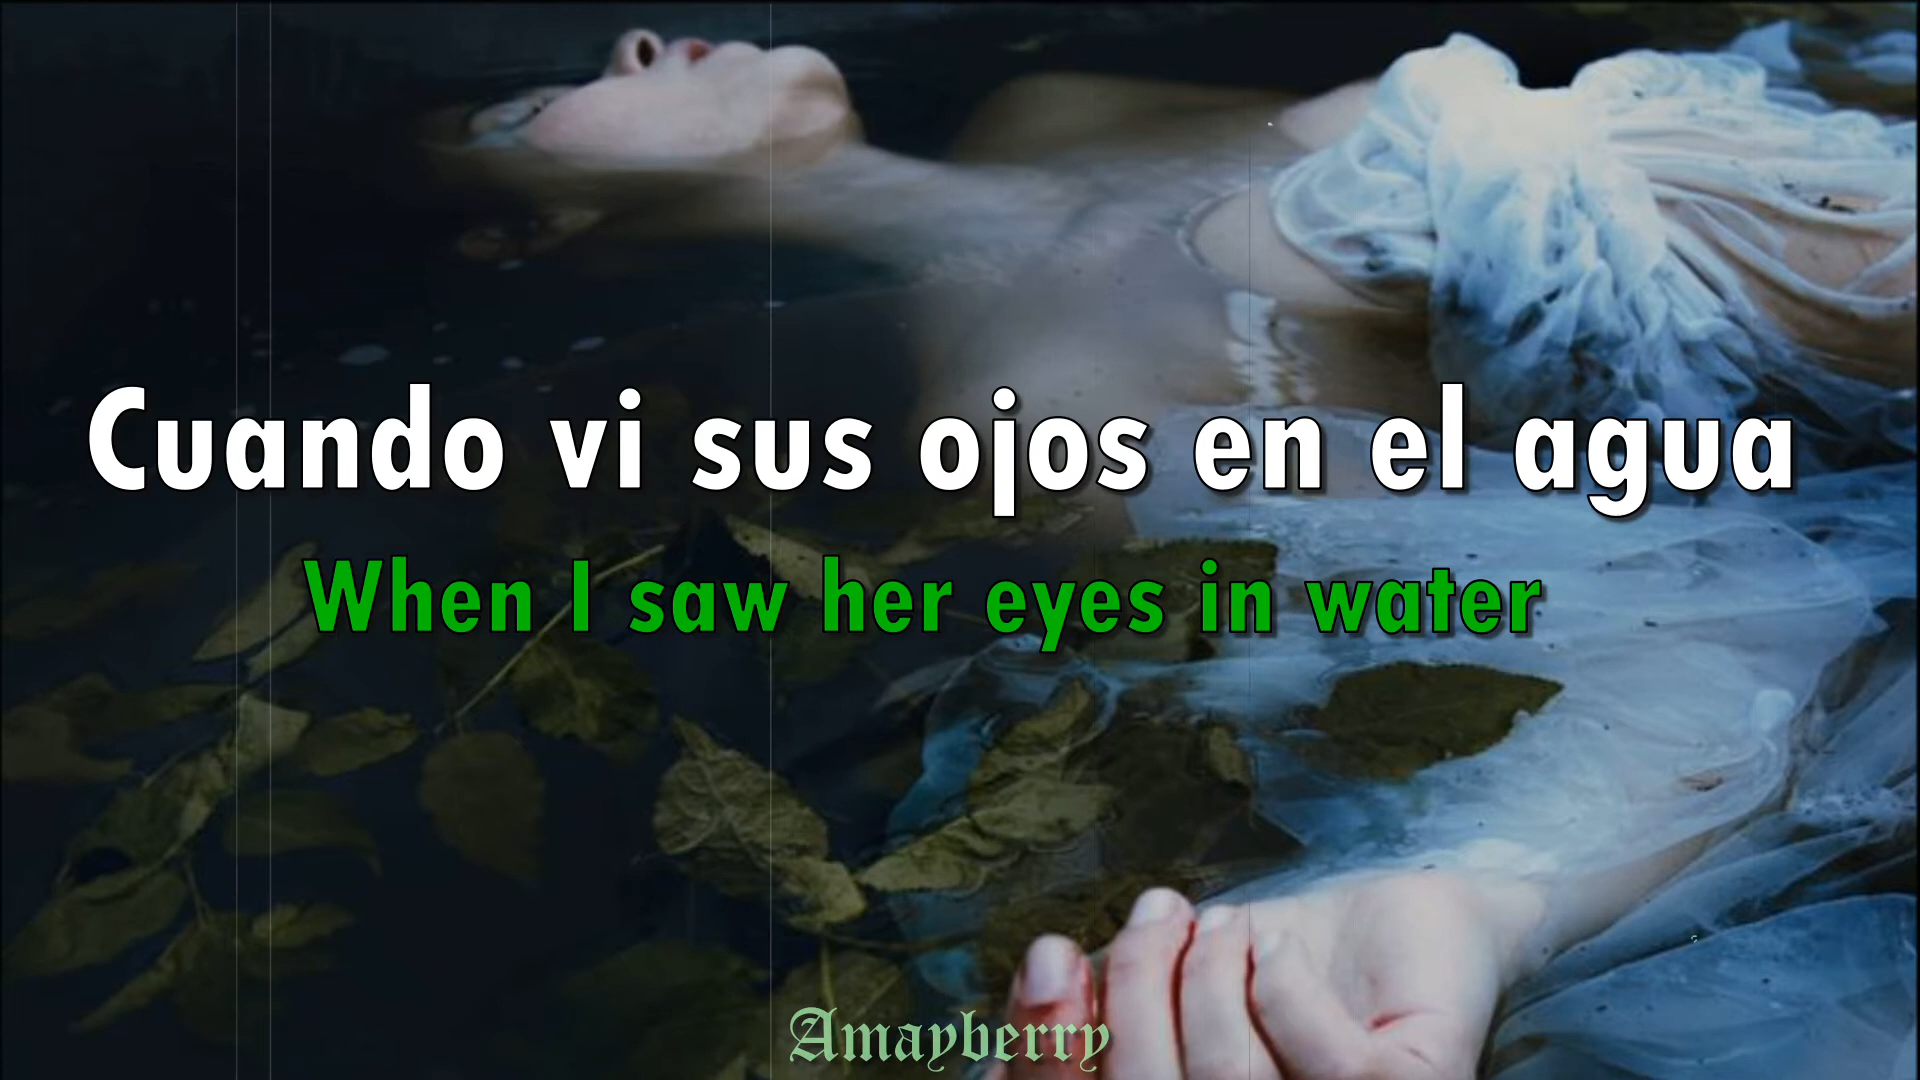 Cuando vi sus ojos en el agua
When I saw her eyes in water
Amayberry